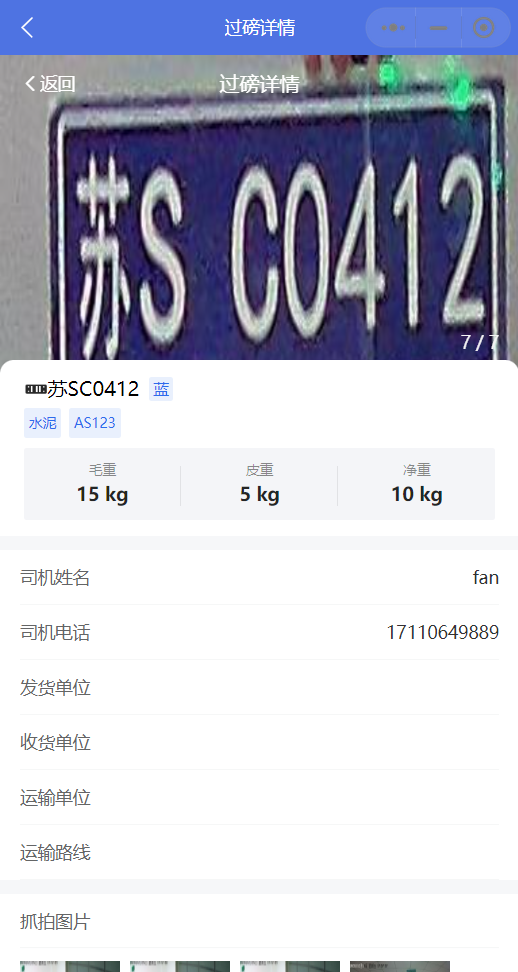 过磅详情
返回 过磅详情
苏S C0412
7 / 7
苏SC0412 蓝
水泥 AS123
毛重 皮重 净重
15 kg 5 kg 10 kg
司机姓名 fan
司机电话 17110649889
发货单位
收货单位
运输单位
运输路线
抓拍图片